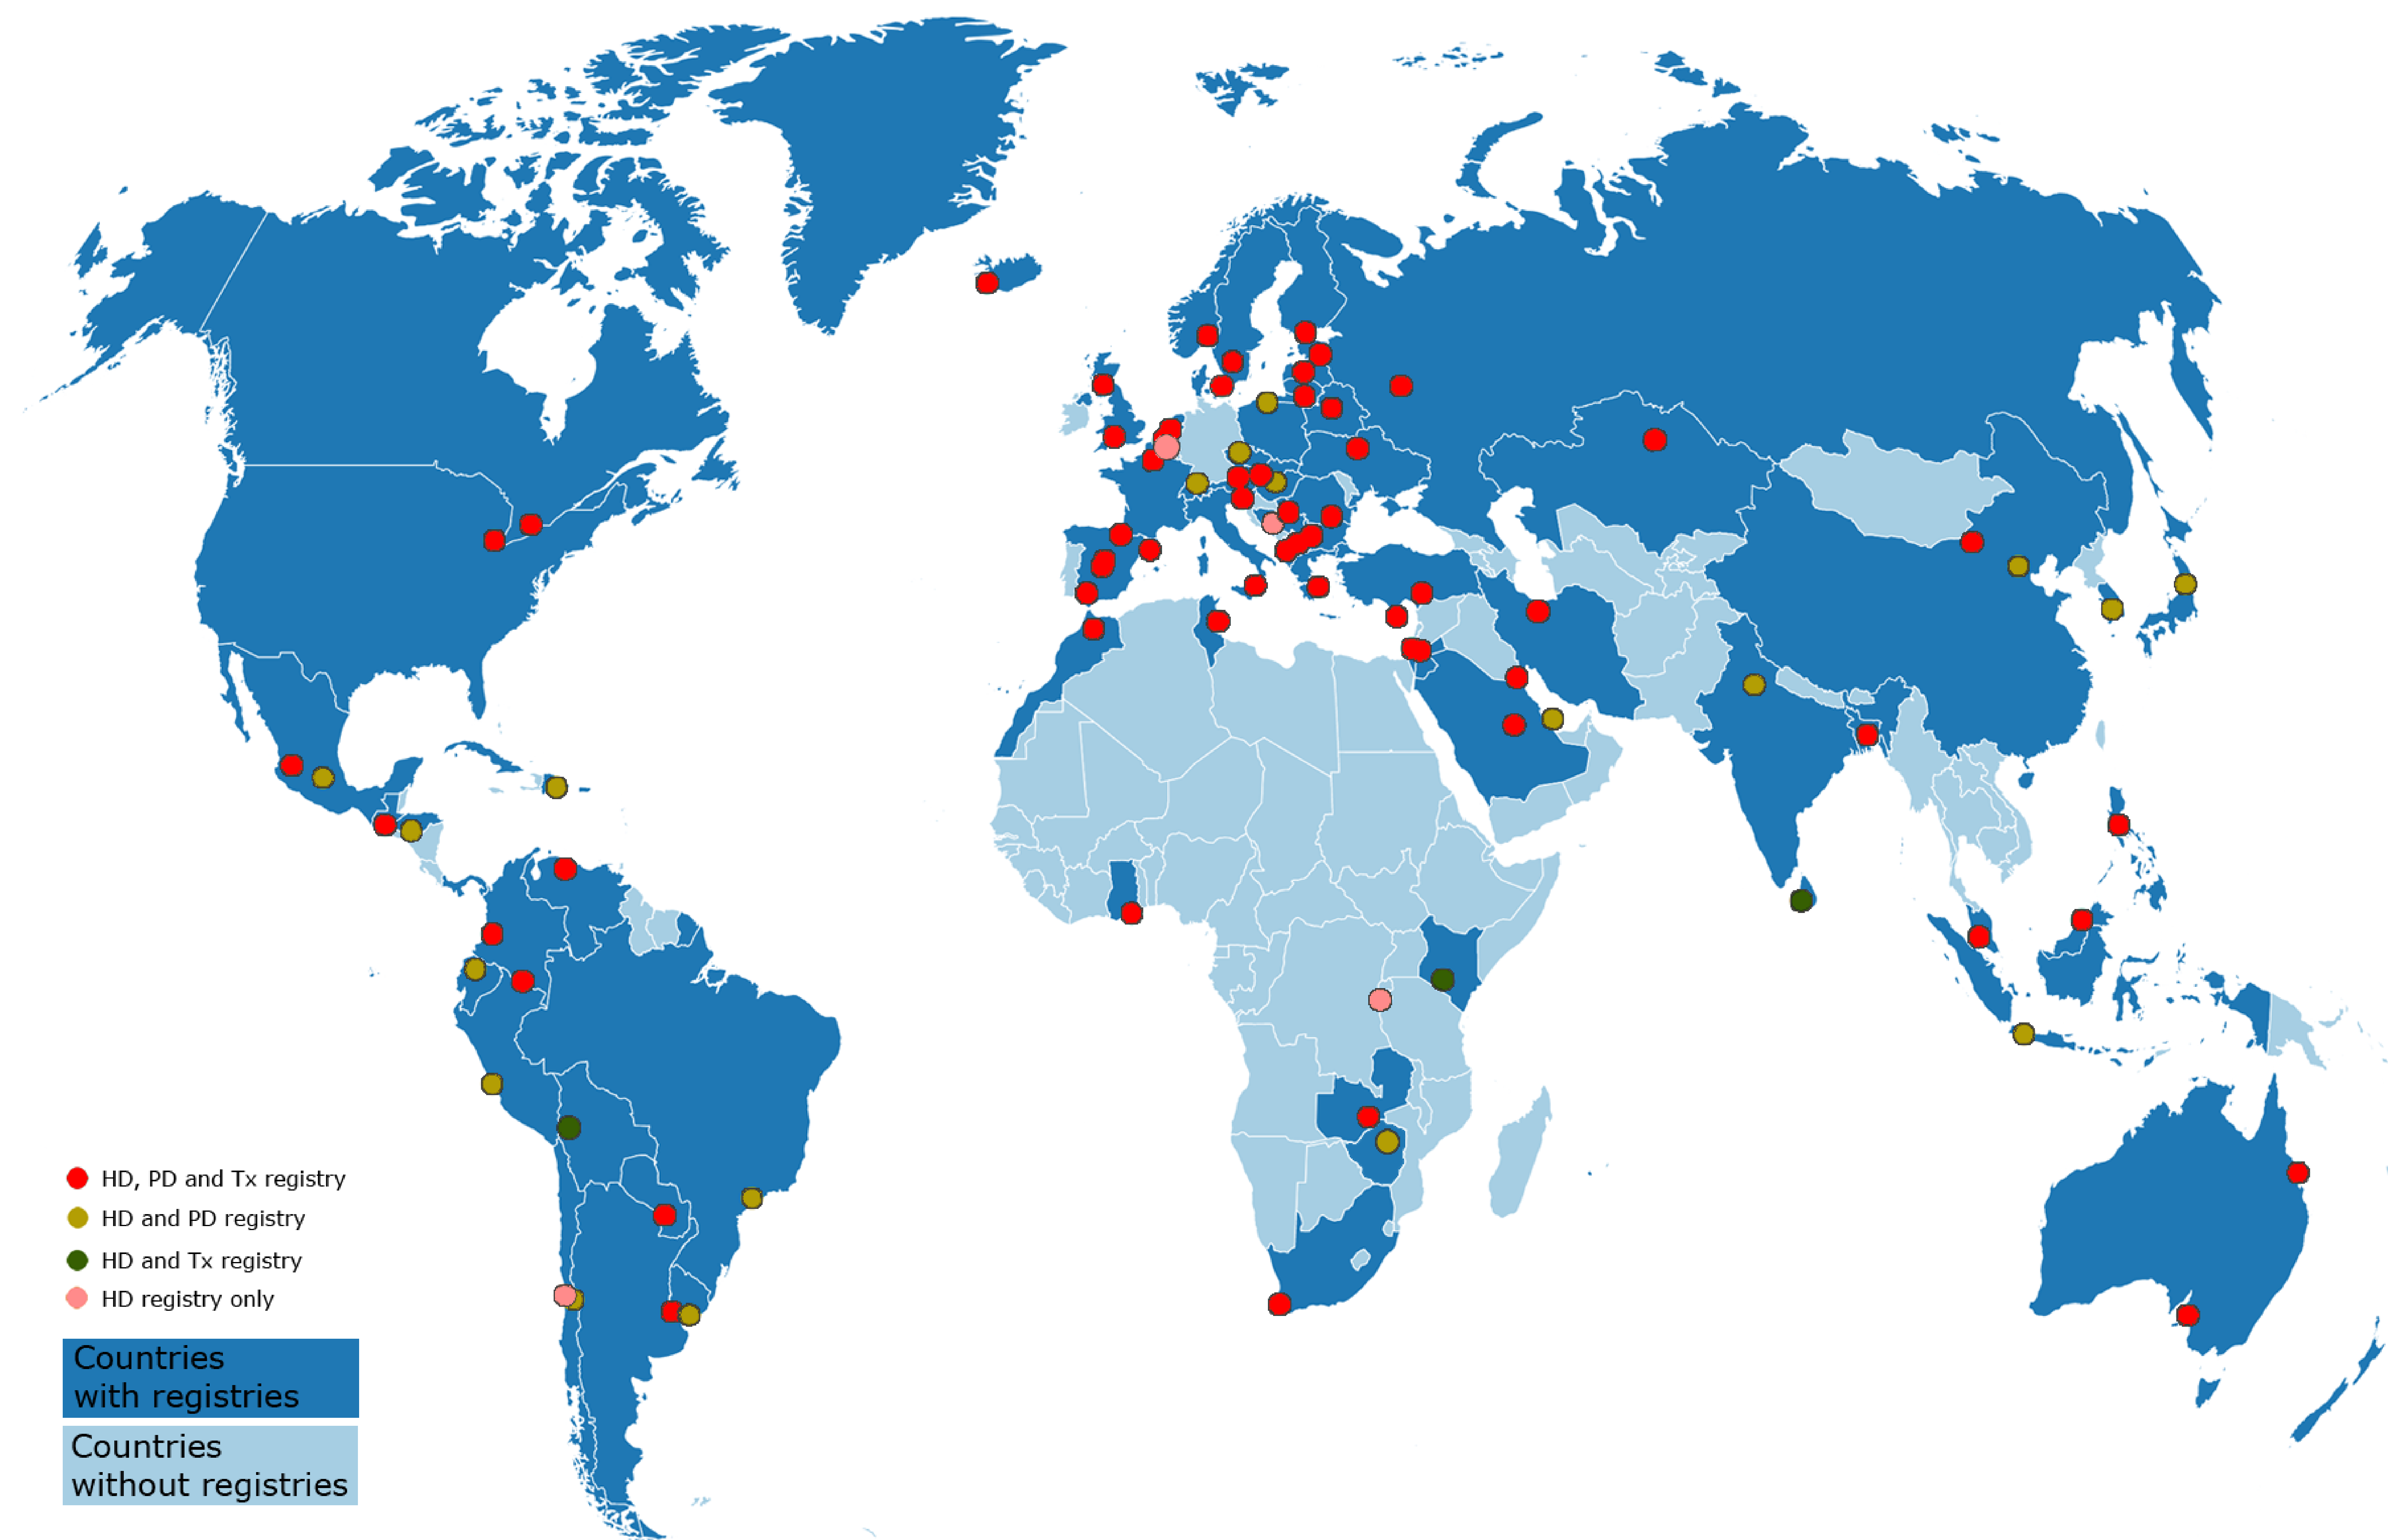 HD, PD and Tx registry
HD and PD registry
HD and Tx registry
HD registry only
Countries
with registries
Countries
without registries